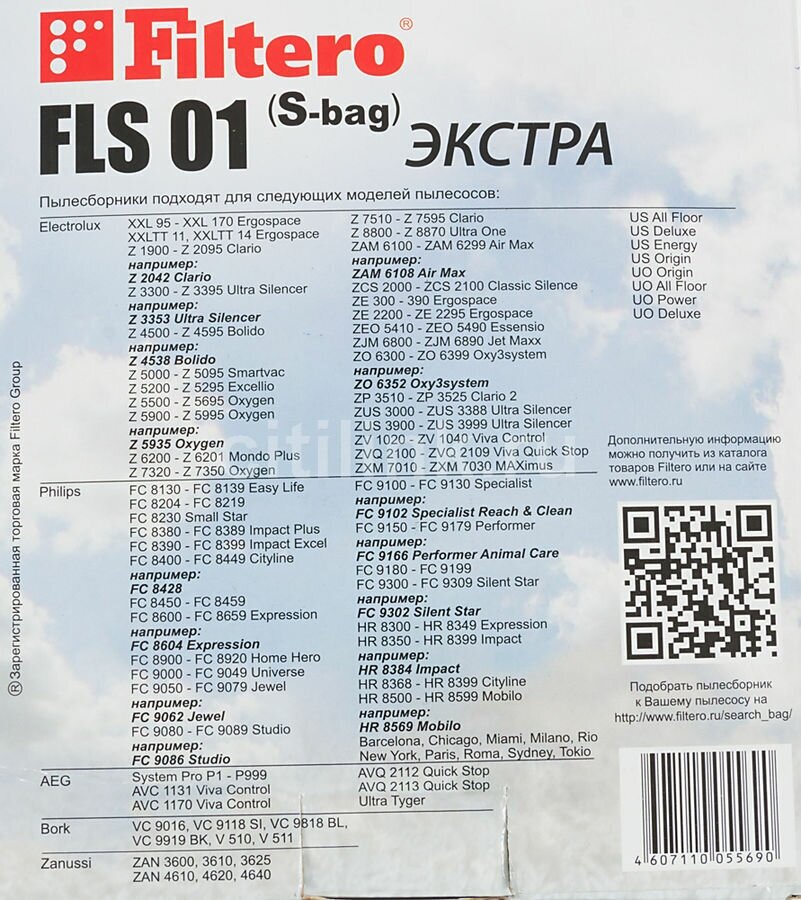 Filtero®
FLS 01 (S-bag) ЭКСТРА
Пылесборники подходят для следующих моделей пылесосов:
Electrolux
XXL 95 - XXL 170 Ergospace
XXLTT 11, XXLTT 14 Ergospace
Z 1900 - Z 2095 Clario
например:
Z 2042 Clario
Z 3300 - Z 3395 Ultra Silencer
например:
Z 3353 Ultra Silencer
Z 4500 - Z 4595 Bolido
например:
Z 4538 Bolido
Z 5000 - Z 5095 Smartvac
Z 5200 - Z 5295 Excellio
Z 5500 - Z 5695 Oxygen
Z 5900 - Z 5995 Oxygen
например:
Z 5935 Oxygen
Z 6200 - Z 6201 Mondo Plus
Z 7320 - Z 7350 Oxygen
Z 7510 - Z 7595 Clario
Z 8800 - Z 8870 Ultra One
ZAM 6100 - ZAM 6299 Air Max
например:
ZAM 6108 Air Max
ZCS 2000 - ZCS 2100 Classic Silence
ZE 300 - 390 Ergospace
ZE 2200 - ZE 2295 Ergospace
ZEO 5410 - ZEO 5490 Essensio
ZJM 6800 - ZJM 6890 Jet Maxx
ZO 6300 - ZO 6399 Oxy3system
например:
ZO 6352 Oxy3system
ZP 3510 - ZP 3525 Clario 2
ZUS 3000 - ZUS 3388 Ultra Silencer
ZUS 3900 - ZUS 3999 Ultra Silencer
ZV 1020 - ZV 1040 Viva Control
ZVQ 2100 - ZVQ 2109 Viva Quick Stop
ZXM 7010 - ZXM 7030 MAXimus
US All Floor
US Deluxe
US Energy
US Origin
UO Origin
UO All Floor
UO Power
UO Deluxe
Philips
FC 8130 - FC 8139 Easy Life
FC 8204 - FC 8219
FC 8230 Small Star
FC 8380 - FC 8389 Impact Plus
FC 8390 - FC 8399 Impact Excel
FC 8400 - FC 8449 Cityline
например:
FC 8428
FC 8450 - FC 8459
FC 8600 - FC 8659 Expression
например:
FC 8604 Expression
FC 8900 - FC 8920 Home Hero
FC 9000 - FC 9049 Universe
FC 9050 - FC 9079 Jewel
например:
FC 9062 Jewel
FC 9080 - FC 9089 Studio
например:
FC 9086 Studio
FC 9100 - FC 9130 Specialist
например:
FC 9102 Specialist Reach & Clean
FC 9150 - FC 9179 Performer
например:
FC 9166 Performer Animal Care
FC 9180 - FC 9199
FC 9300 - FC 9309 Silent Star
например:
FC 9302 Silent Star
HR 8300 - HR 8349 Expression
HR 8350 - HR 8399 Impact
например:
HR 8384 Impact
HR 8368 - HR 8399 Cityline
HR 8500 - HR 8599 Mobilo
например:
HR 8569 Mobilo
Barcelona, Chicago, Miami, Milano, Rio
New York, Paris, Roma, Sydney, Tokio
AEG
System Pro P1 - P999
AVC 1131 Viva Control
AVC 1170 Viva Control
AVQ 2112 Quick Stop
AVQ 2113 Quick Stop
Ultra Tyger
Bork
VC 9016, VC 9118 SI, VC 9818 BL,
VC 9919 BK, V 510, V 511
Zanussi
ZAN 3600, 3610, 3625
ZAN 4610, 4620, 4640
Дополнительную информацию
можно получить из каталога
товаров Filtero или на сайте
www.filtero.ru
Подобрать пылесборник
к Вашему пылесосу на
http://www.filtero.ru/search_bag/
4 607110 055690
® Зарегистрированная торговая марка Filtero Group